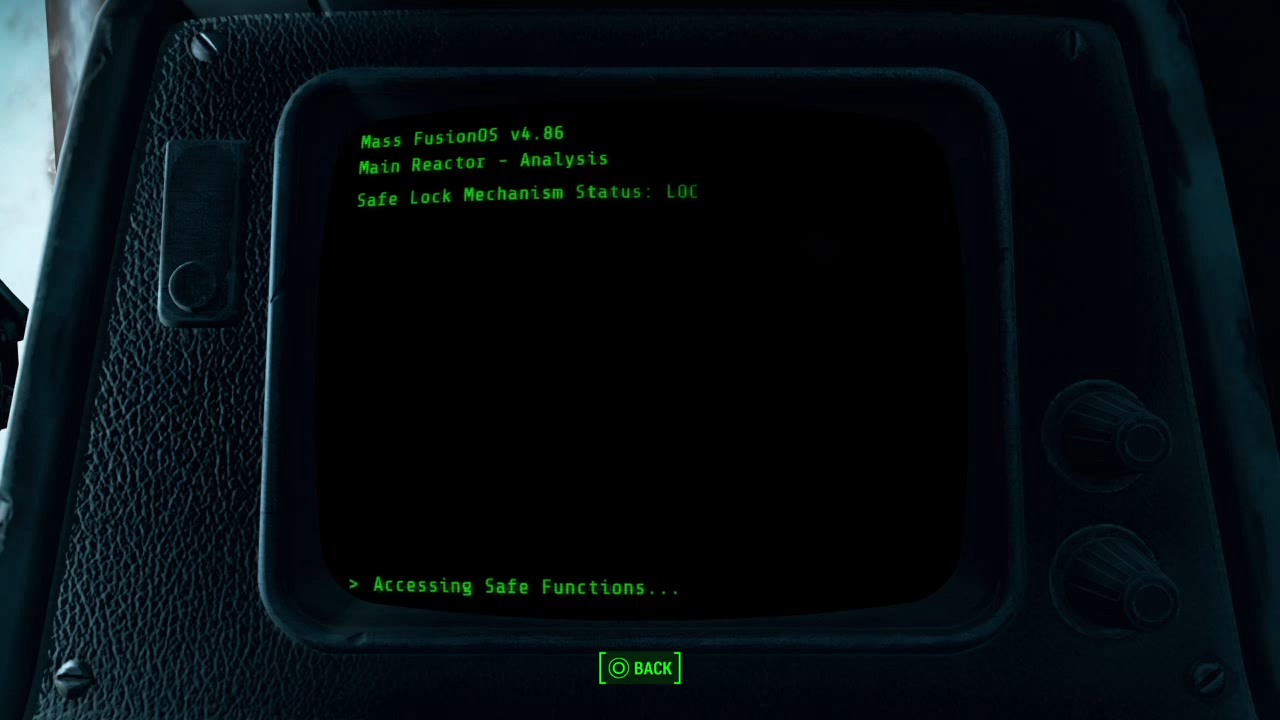 Mass FusionOS v4.86
Main Reactor - Analysis
Safe Lock Mechanism Status: LOC
> Accessing Safe Functions...
BACK